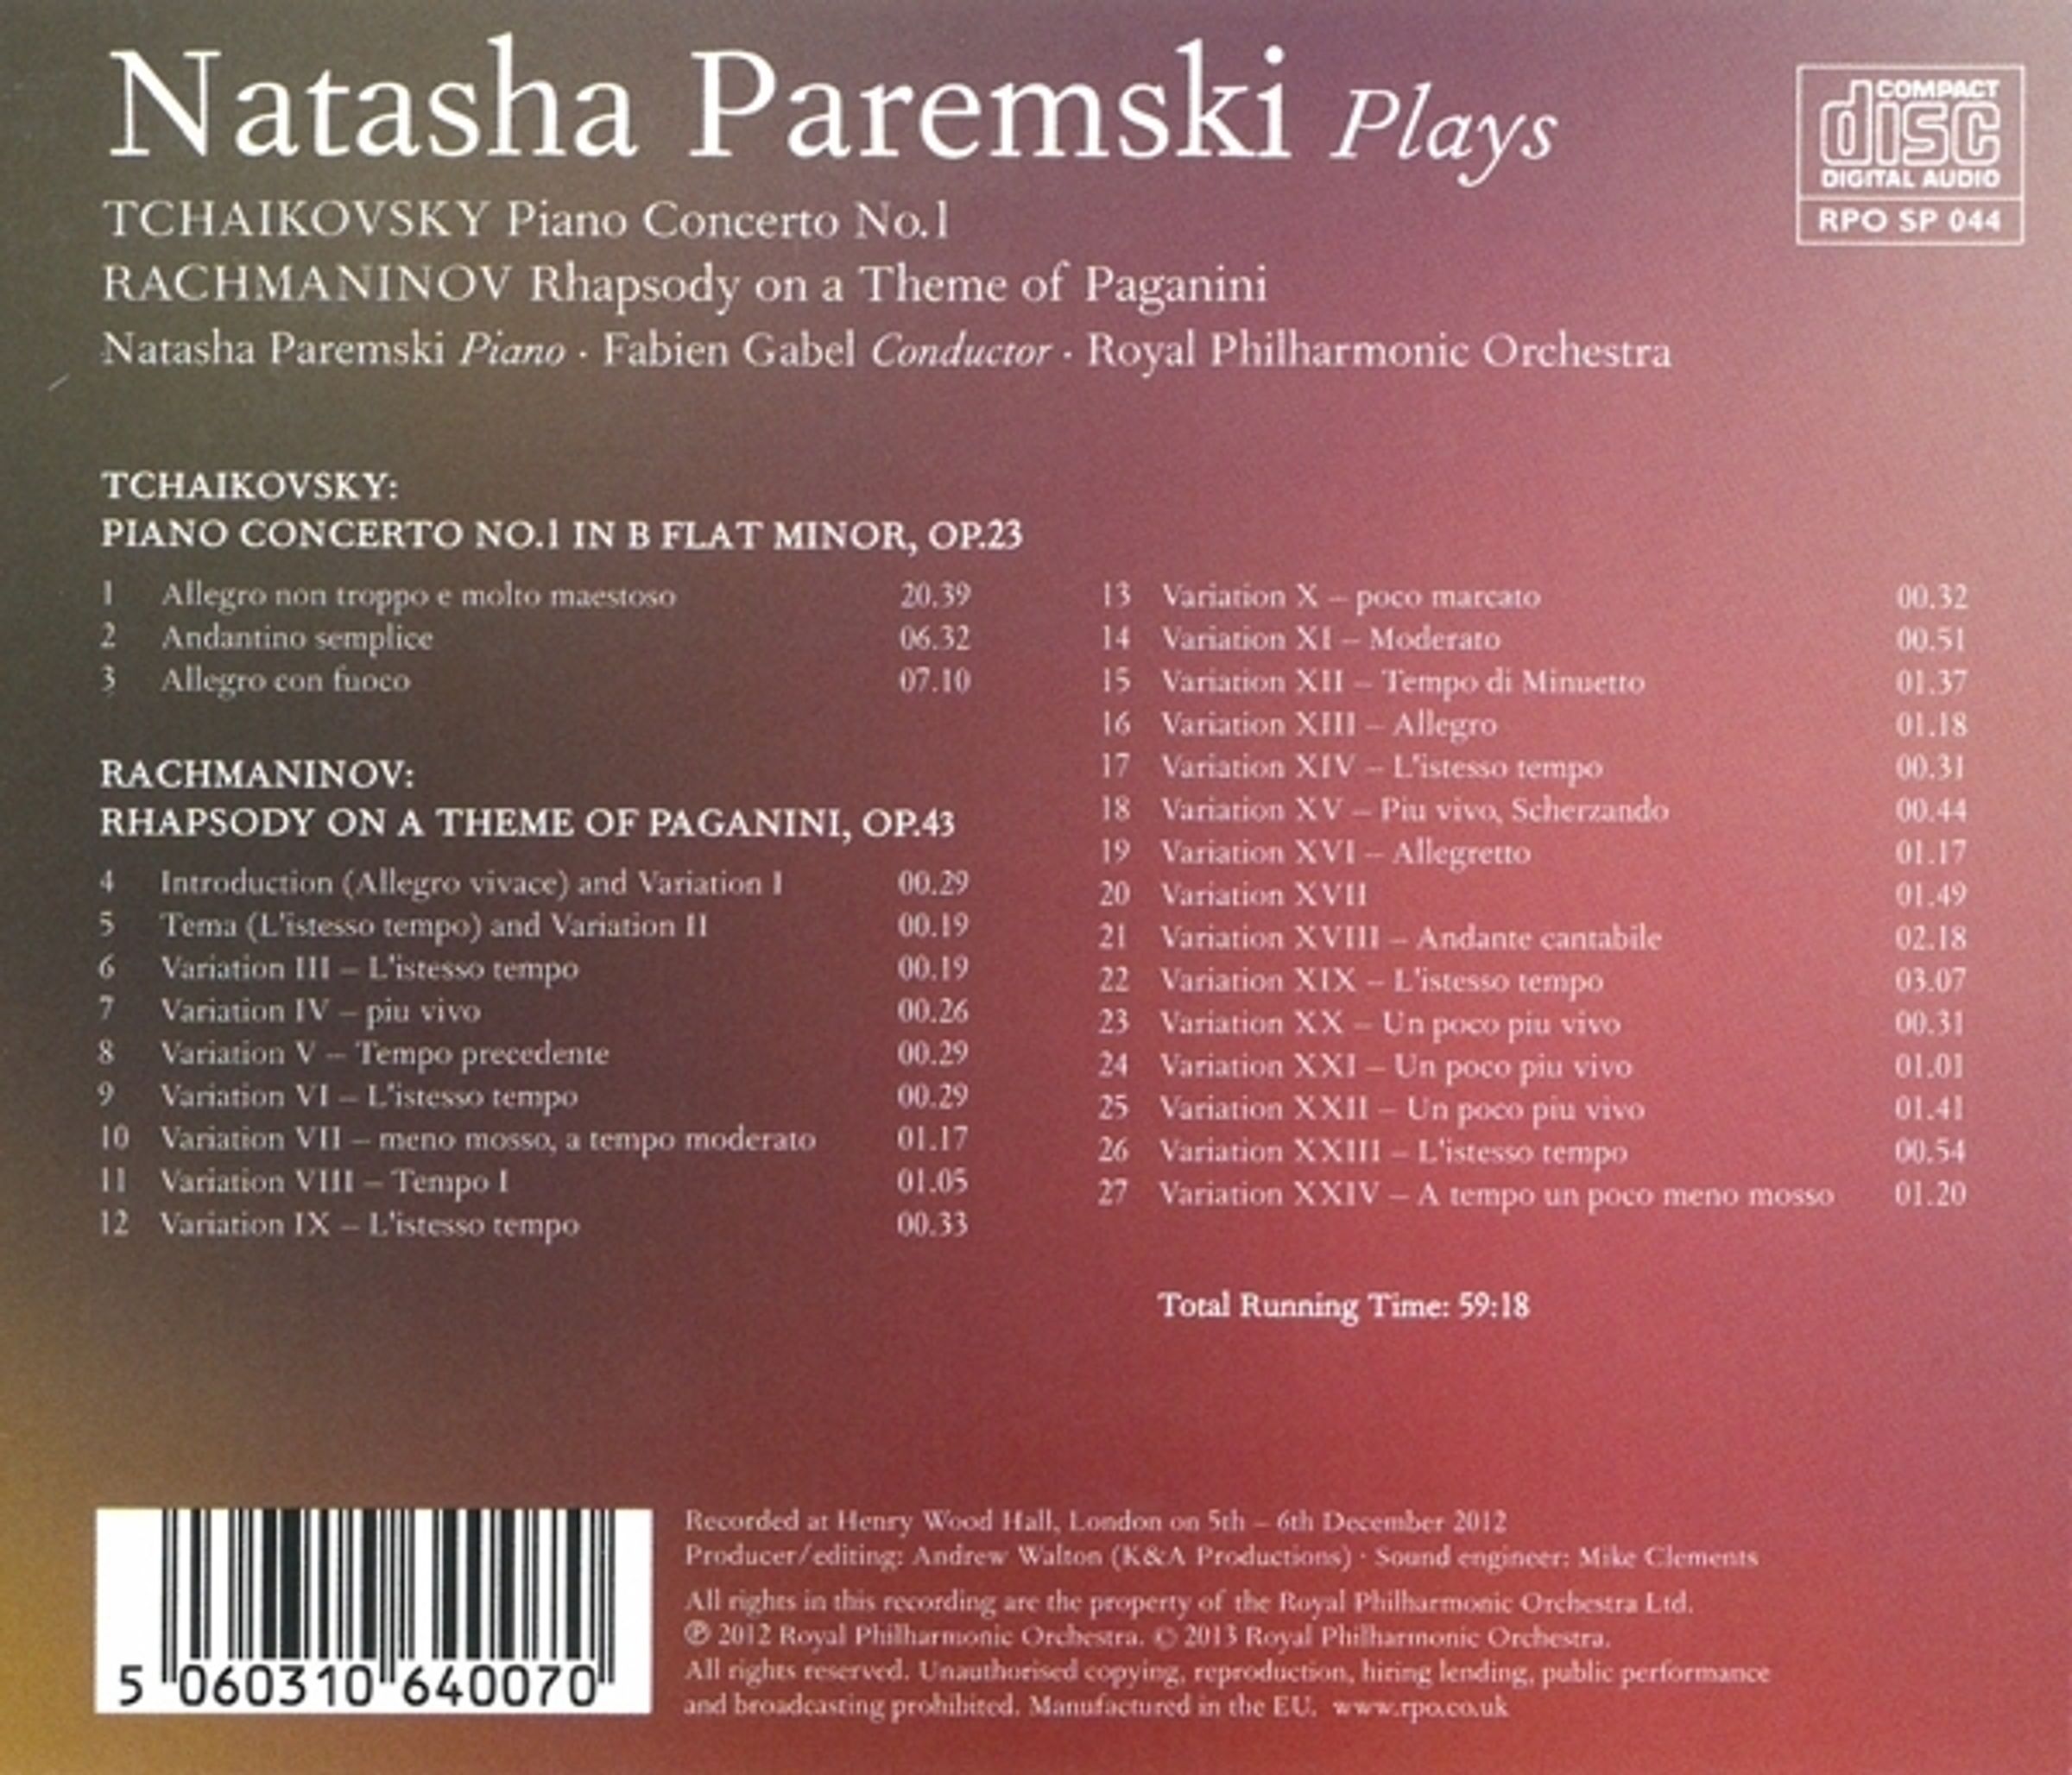 Natasha Paremski Plays
COMPACT
disc
DIGITAL AUDIO
RPO SP 044
TCHAIKOVSKY Piano Concerto No.1
RACHMANINOV Rhapsody on a Theme of Paganini
Natasha Paremski Piano · Fabien Gabel Conductor · Royal Philharmonic Orchestra
TCHAIKOVSKY:
PIANO CONCERTO NO.1 IN B FLAT MINOR, OP.23
1 Allegro non troppo e molto maestoso 20.39
2 Andantino semplice 06.32
3 Allegro con fuoco 07.10
RACHMANINOV:
RHAPSODY ON A THEME OF PAGANINI, OP.43
4 Introduction (Allegro vivace) and Variation I 00.29
5 Tema (L'istesso tempo) and Variation II 00.19
6 Variation III – L'istesso tempo 00.19
7 Variation IV – piu vivo 00.26
8 Variation V – Tempo precedente 00.29
9 Variation VI – L'istesso tempo 00.29
10 Variation VII – meno mosso, a tempo moderato 01.17
11 Variation VIII – Tempo I 01.05
12 Variation IX – L'istesso tempo 00.33
13 Variation X – poco marcato 00.32
14 Variation XI – Moderato 00.51
15 Variation XII – Tempo di Minuetto 01.37
16 Variation XIII – Allegro 01.18
17 Variation XIV – L'istesso tempo 00.31
18 Variation XV – Piu vivo, Scherzando 00.44
19 Variation XVI – Allegretto 01.17
20 Variation XVII 01.49
21 Variation XVIII – Andante cantabile 02.18
22 Variation XIX – L'istesso tempo 03.07
23 Variation XX – Un poco piu vivo 00.31
24 Variation XXI – Un poco piu vivo 01.01
25 Variation XXII – Un poco piu vivo 01.41
26 Variation XXIII – L'istesso tempo 00.54
27 Variation XXIV – A tempo un poco meno mosso 01.20
Total Running Time: 59:18
5 060310 640070
Recorded at Henry Wood Hall, London on 5th – 6th December 2012
Producer/editing: Andrew Walton (K&A Productions) · Sound engineer: Mike Clements
All rights in this recording are the property of the Royal Philharmonic Orchestra Ltd.
℗ 2012 Royal Philharmonic Orchestra. © 2013 Royal Philharmonic Orchestra.
All rights reserved. Unauthorised copying, reproduction, hiring lending, public performance
and broadcasting prohibited. Manufactured in the EU. www.rpo.co.uk